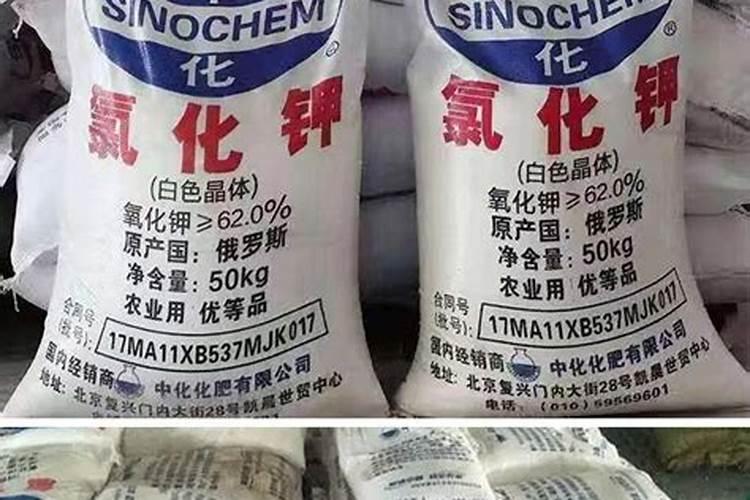 SINOCHEM
化
氯化钾
(白色晶体)
氧化钾≥62.0%
原产国：俄罗斯
净含量：50kg
农业用 优等品
合同号
(批号):
17MA11XB537MJK017
国内经销商 中化化肥有限公司
地址：北京复兴门内大街28号凯晨世贸中心
SINOCHEM®
化
氯化钾
(白色晶体)
氧化钾≥62.0%
原产国：俄罗斯
净含量：50kg
农业用 优等品
合同号
(批号):
17MA11XB537MJK017
国内经销商 中化化肥有限公司
地址：北京复兴门内大街28号凯晨世贸中心
电话：(010)59569601